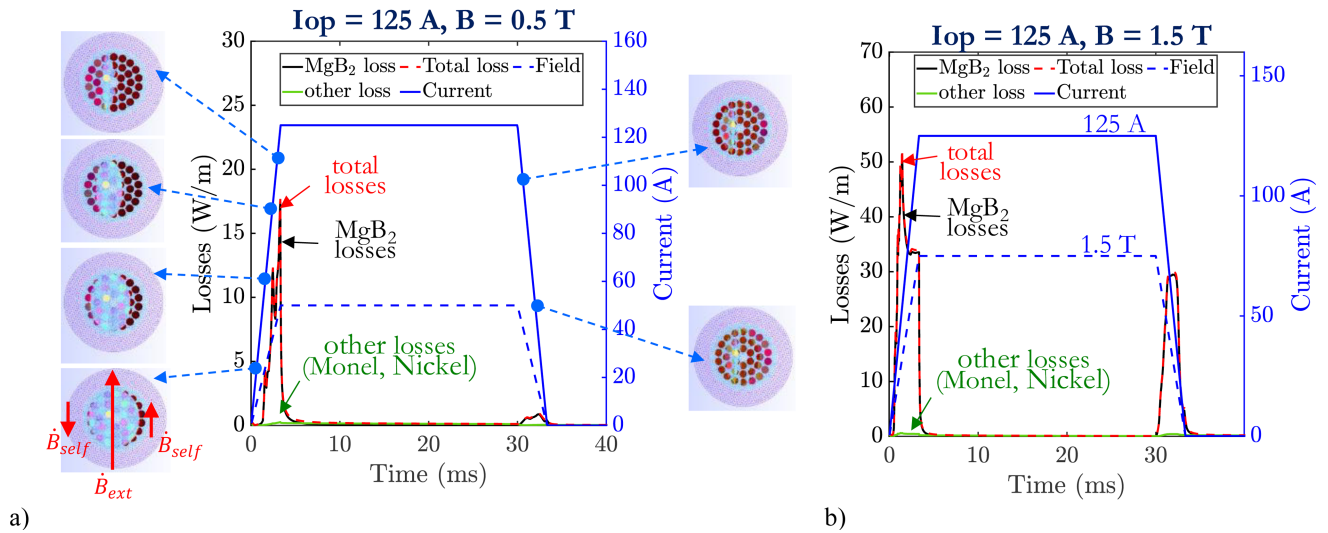 Iop = 125 A, B = 0.5 T
MgB₂ loss Total loss Field
other loss Current
30
25
20
15
10
5
0
Losses (W/m)
160
140
120
100
80
60
40
20
0
Current (A)
total
losses
MgB₂
losses
other losses
(Monel, Nickel)
0 10 20 30 40
Time (ms)
Ḃself
Ḃself
Ḃext
a)
Iop = 125 A, B = 1.5 T
MgB₂ loss Total loss Field
other loss Current
70
60
50
40
30
20
10
0
Losses (W/m)
150
100
50
0
Current (A)
125 A
total
losses
MgB₂
losses
1.5 T
other losses
(Monel, Nickel)
0 10 20 30
Time (ms)
b)